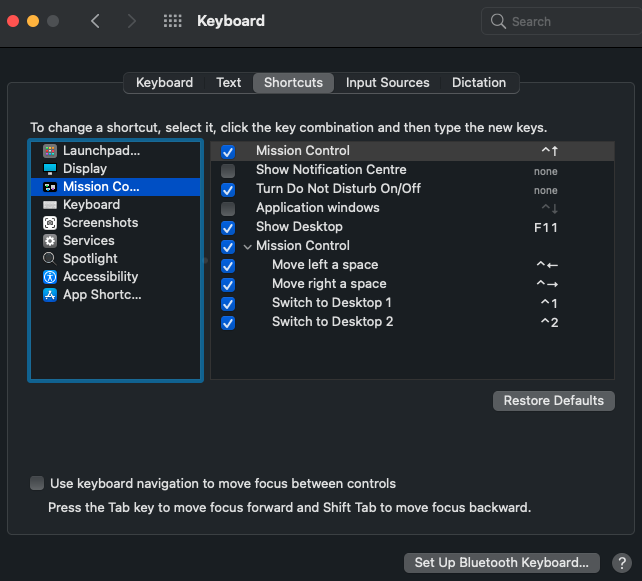 Keyboard
Search
Keyboard Text Shortcuts Input Sources Dictation
To change a shortcut, select it, click the key combination and then type the new keys.
Launchpad...
Display
Mission Co...
Keyboard
Screenshots
Services
Spotlight
Accessibility
App Shortc...
Mission Control ^↑
Show Notification Centre none
Turn Do Not Disturb On/Off none
Application windows ^↓
Show Desktop F11
Mission Control
Move left a space ^←
Move right a space ^→
Switch to Desktop 1 ^1
Switch to Desktop 2 ^2
Restore Defaults
Use keyboard navigation to move focus between controls
Press the Tab key to move focus forward and Shift Tab to move focus backward.
Set Up Bluetooth Keyboard... ?